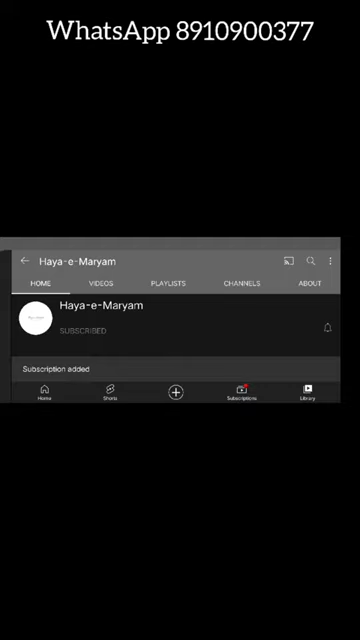 WhatsApp 8910900377
Haya-e-Maryam
HOME VIDEOS PLAYLISTS CHANNELS ABOUT
Haya-e-Maryam
SUBSCRIBED
Subscription added
Home Shorts Subscriptions Library